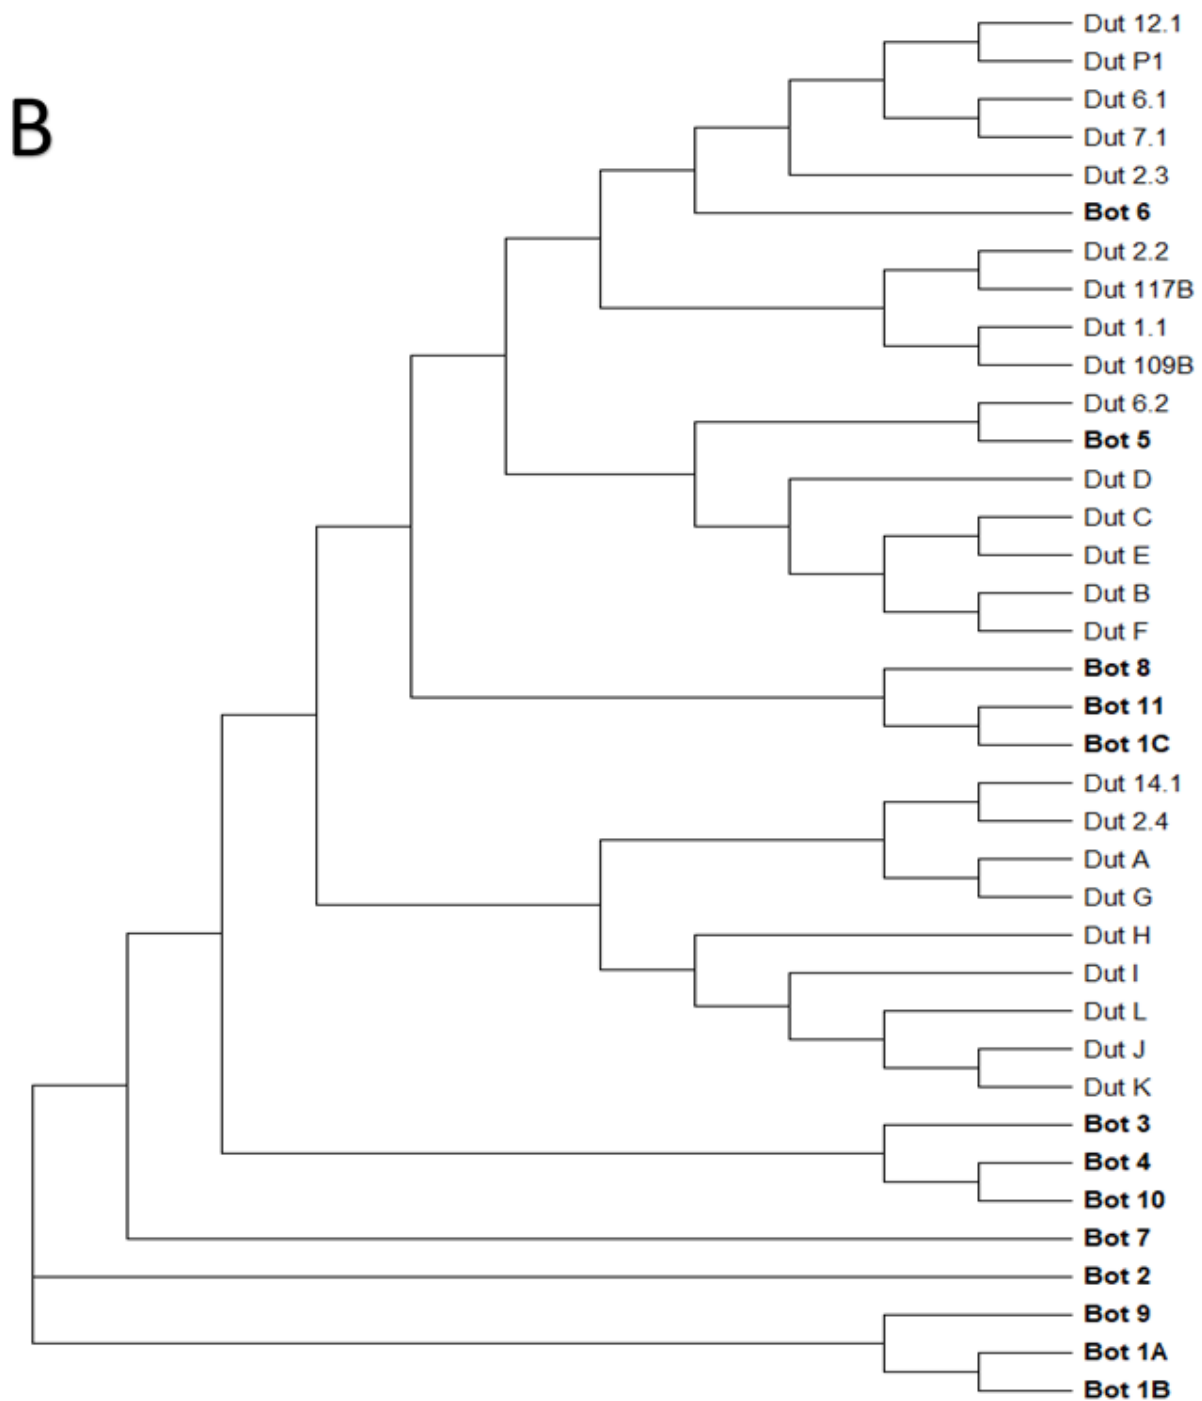 B
Dut 12.1
Dut P1
Dut 6.1
Dut 7.1
Dut 2.3
Bot 6
Dut 2.2
Dut 117B
Dut 1.1
Dut 109B
Dut 6.2
Bot 5
Dut D
Dut C
Dut E
Dut B
Dut F
Bot 8
Bot 11
Bot 1C
Dut 14.1
Dut 2.4
Dut A
Dut G
Dut H
Dut I
Dut L
Dut J
Dut K
Bot 3
Bot 4
Bot 10
Bot 7
Bot 2
Bot 9
Bot 1A
Bot 1B